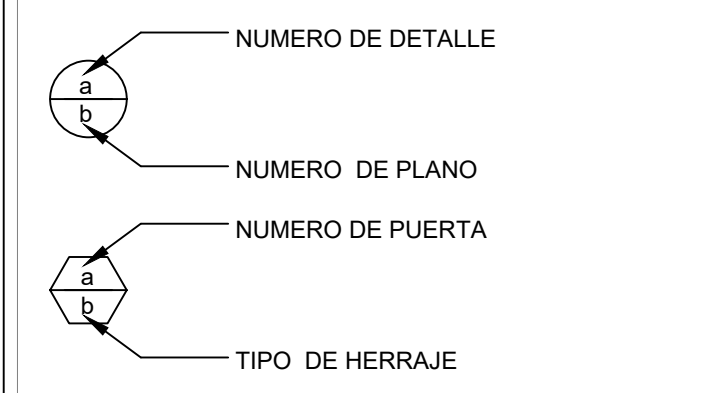 NUMERO DE DETALLE
a
b
NUMERO DE PLANO
NUMERO DE PUERTA
a
b
TIPO DE HERRAJE